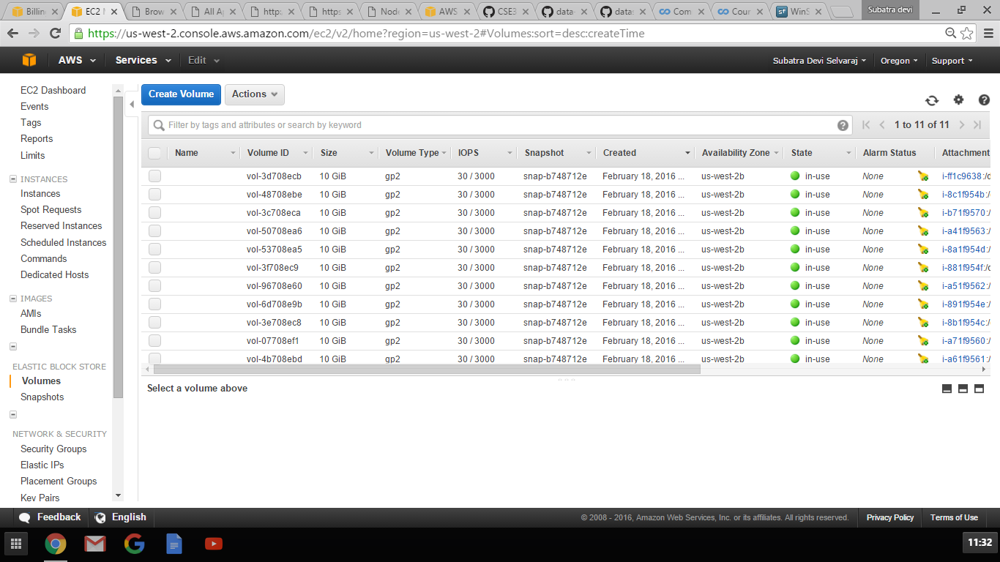 Billin EC2 M Brow All Ap http: https Node AWS CSE3 data- data: Com Cour WinS Subatra devi
https://us-west-2.console.aws.amazon.com/ec2/v2/home?region=us-west-2#Volumes:sort=desc:createTime
AWS Services Edit Subatra Devi Selvaraj Oregon Support
EC2 Dashboard
Events
Tags
Reports
Limits
INSTANCES
Instances
Spot Requests
Reserved Instances
Scheduled Instances
Commands
Dedicated Hosts
IMAGES
AMIs
Bundle Tasks
ELASTIC BLOCK STORE
Volumes
Snapshots
NETWORK & SECURITY
Security Groups
Elastic IPs
Placement Groups
Key Pairs
Create Volume Actions
Filter by tags and attributes or search by keyword 1 to 11 of 11
Name Volume ID Size Volume Type IOPS Snapshot Created Availability Zone State Alarm Status Attachment
vol-3d708ecb 10 GiB gp2 30 / 3000 snap-b748712e February 18, 2016 ... us-west-2b in-use None i-ff1c9638:/d
vol-48708ebe 10 GiB gp2 30 / 3000 snap-b748712e February 18, 2016 ... us-west-2b in-use None i-8c1f954b:/
vol-3c708eca 10 GiB gp2 30 / 3000 snap-b748712e February 18, 2016 ... us-west-2b in-use None i-b71f9570:/
vol-50708ea6 10 GiB gp2 30 / 3000 snap-b748712e February 18, 2016 ... us-west-2b in-use None i-a41f9563:/
vol-53708ea5 10 GiB gp2 30 / 3000 snap-b748712e February 18, 2016 ... us-west-2b in-use None i-8a1f954d:/
vol-3f708ec9 10 GiB gp2 30 / 3000 snap-b748712e February 18, 2016 ... us-west-2b in-use None i-881f954f:/d
vol-96708e60 10 GiB gp2 30 / 3000 snap-b748712e February 18, 2016 ... us-west-2b in-use None i-a51f9562:/
vol-6d708e9b 10 GiB gp2 30 / 3000 snap-b748712e February 18, 2016 ... us-west-2b in-use None i-891f954e:/
vol-3e708ec8 10 GiB gp2 30 / 3000 snap-b748712e February 18, 2016 ... us-west-2b in-use None i-8b1f954c:/
vol-07708ef1 10 GiB gp2 30 / 3000 snap-b748712e February 18, 2016 ... us-west-2b in-use None i-a71f9560:/
vol-4b708ebd 10 GiB gp2 30 / 3000 snap-b748712e February 18, 2016 ... us-west-2b in-use None i-a61f9561:/
Select a volume above
Feedback English © 2008 - 2016, Amazon Web Services, Inc. or its affiliates. All rights reserved. Privacy Policy Terms of Use
11:32